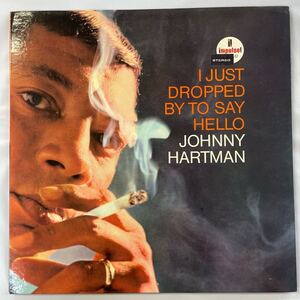 impulse!
STEREO
I JUST
DROPPED
BY TO SAY
HELLO
JOHNNY
HARTMAN